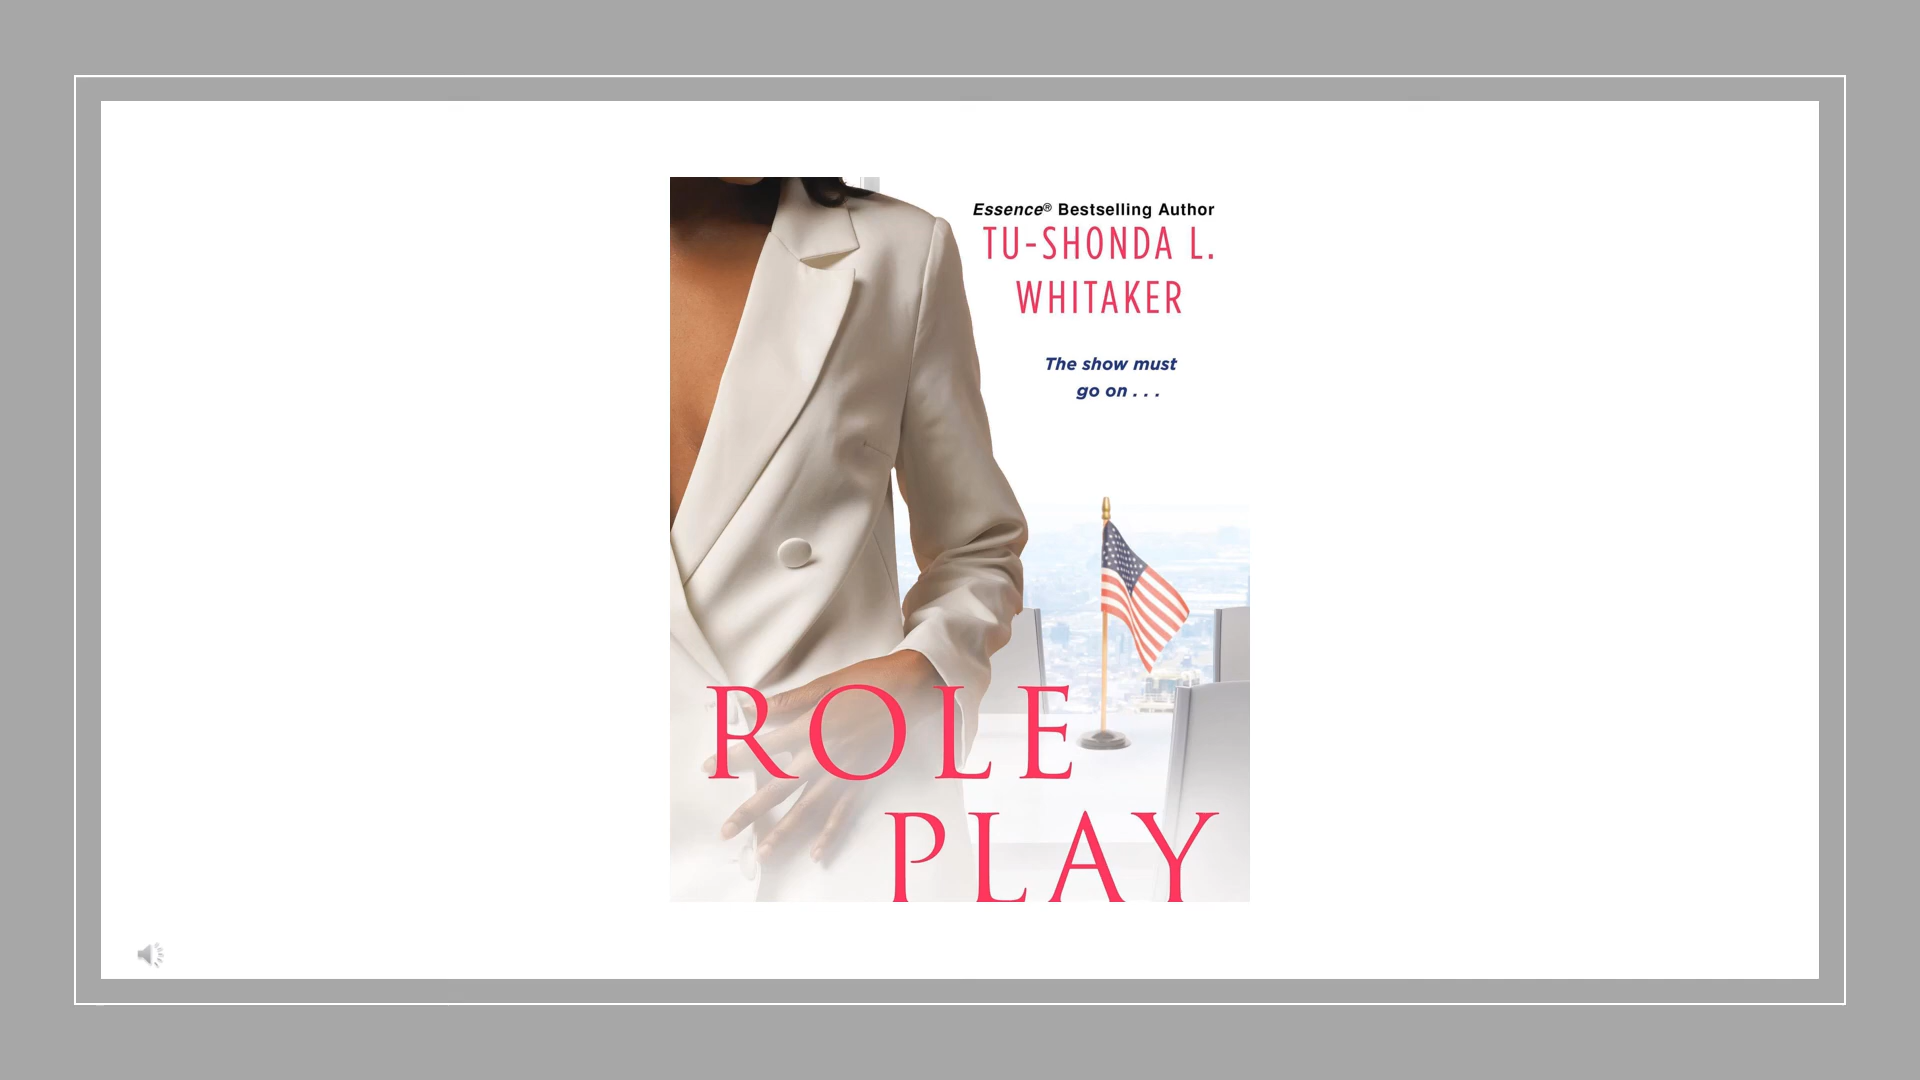 Essence® Bestselling Author
TU-SHONDA L.
WHITAKER
The show must
go on . . .
ROLE
PLAY